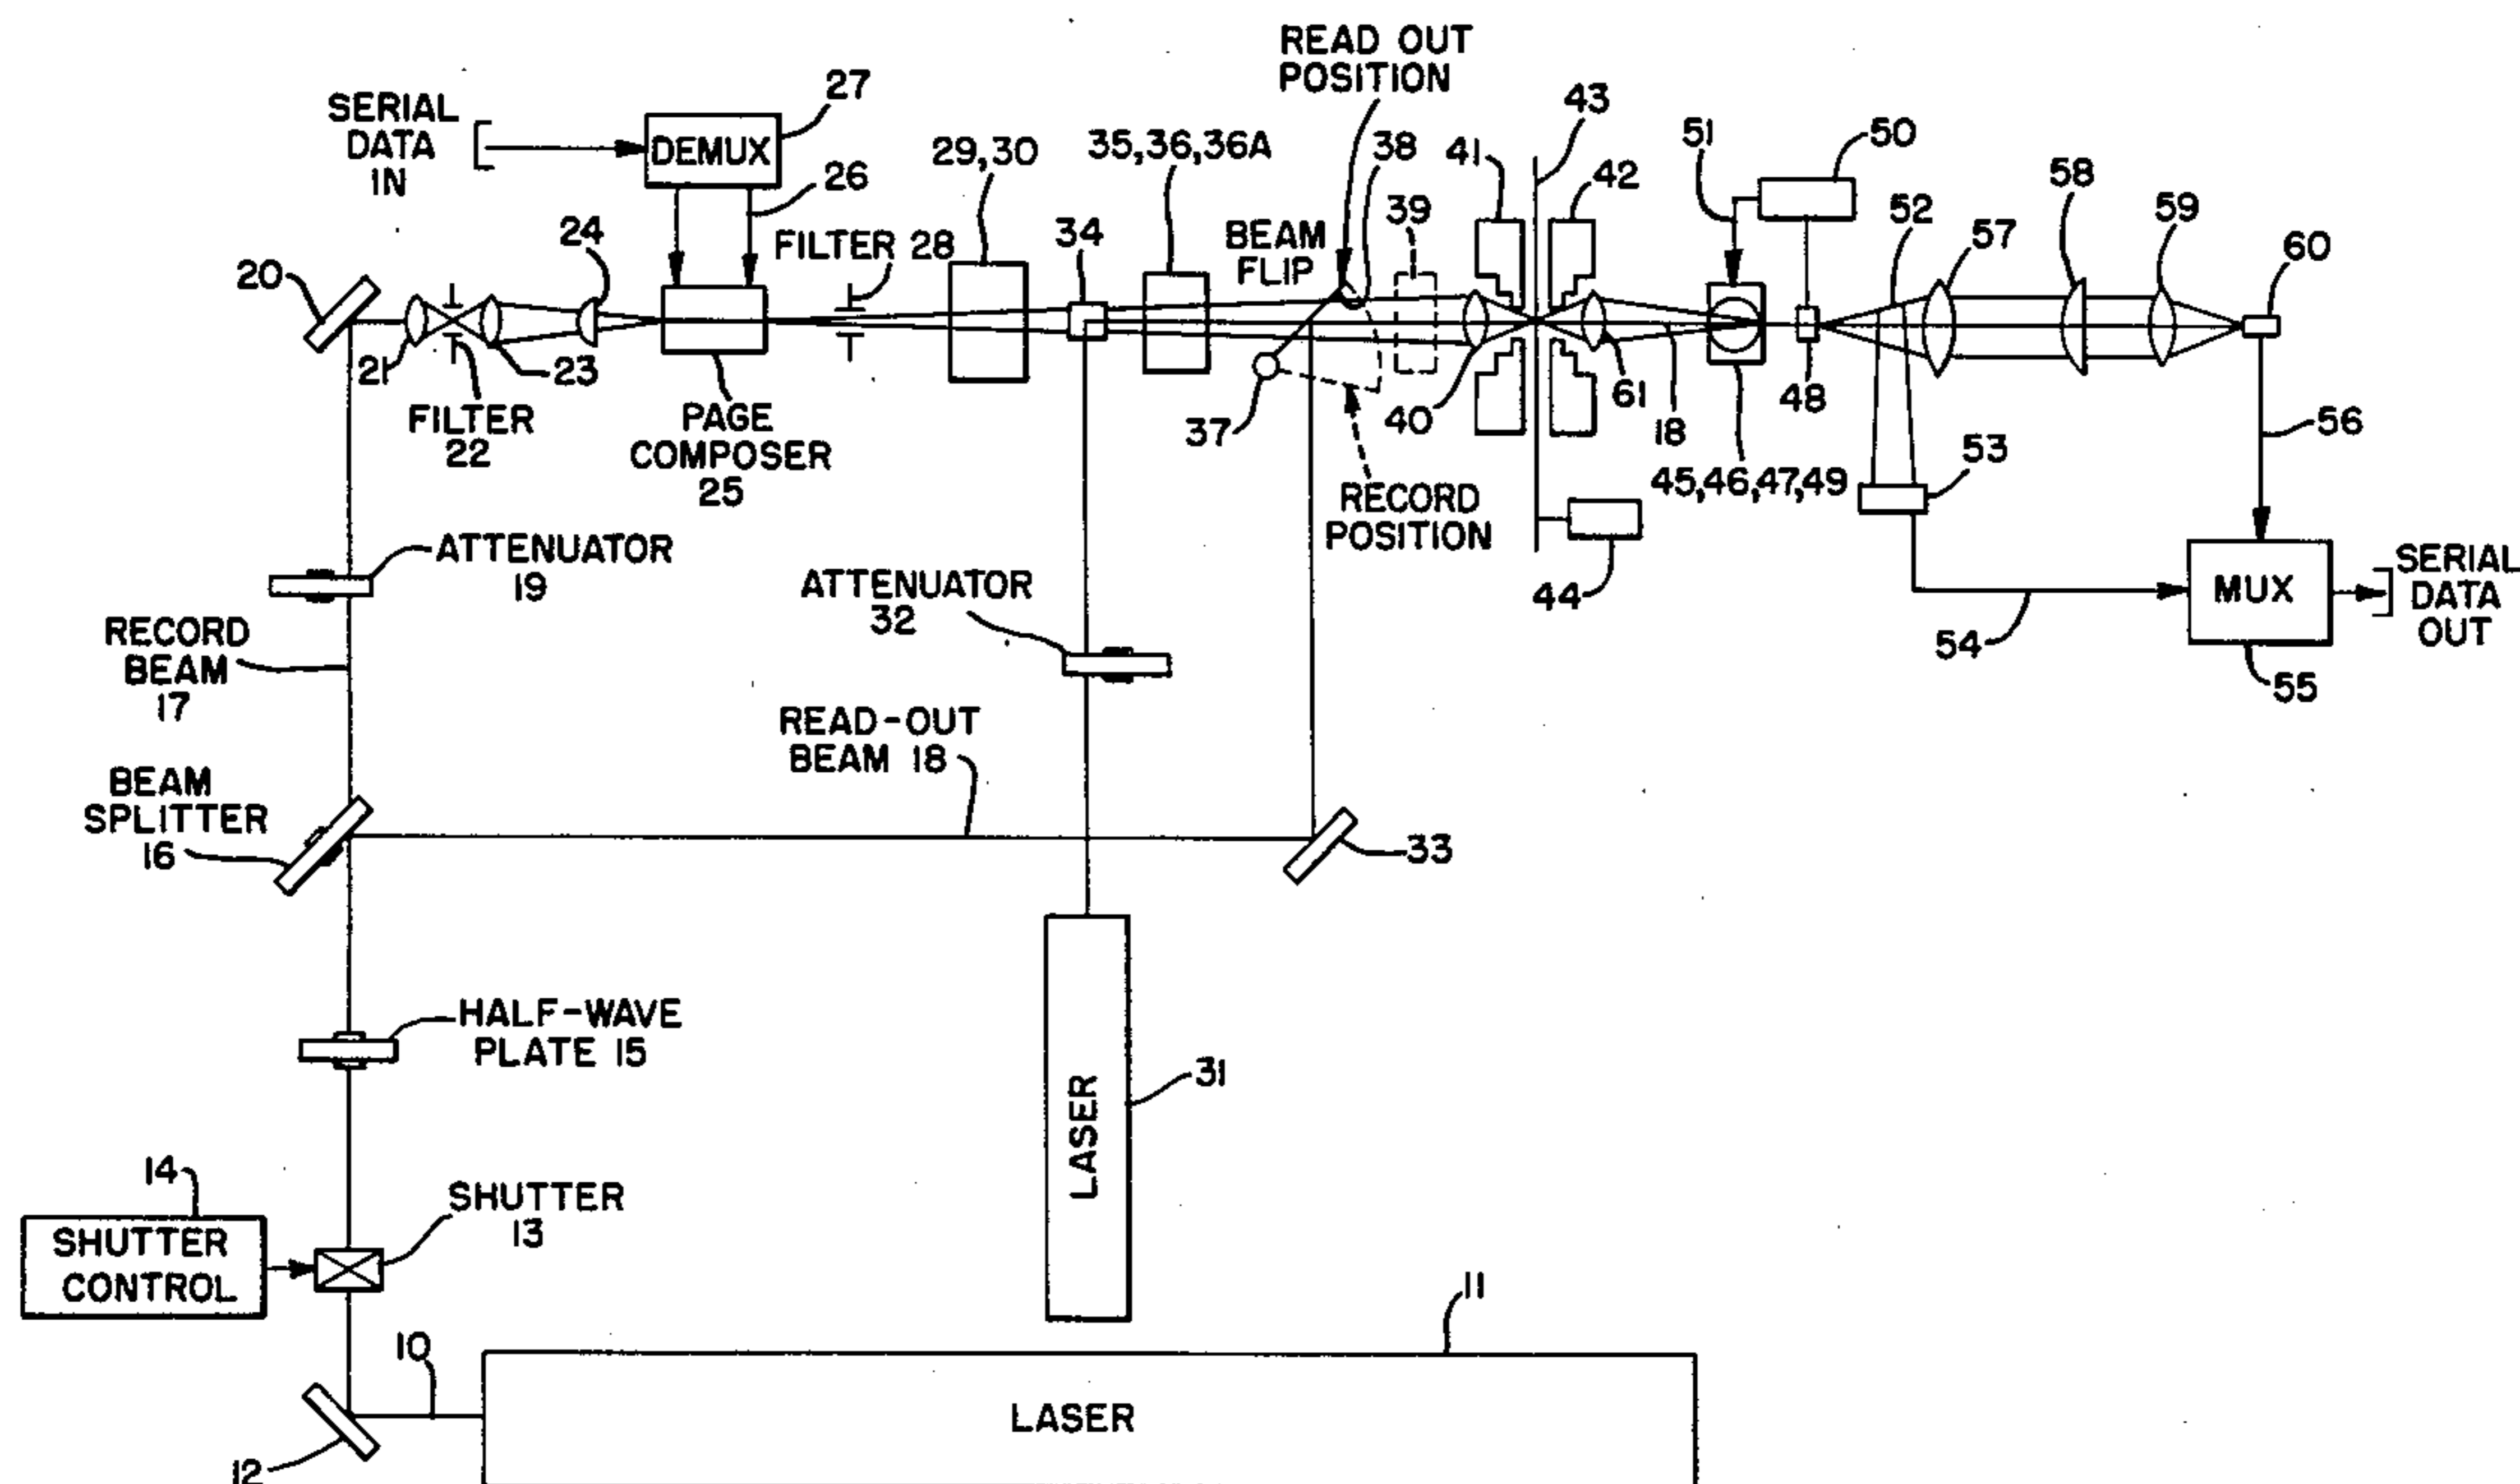 READ OUT
POSITION
SERIAL
DATA
IN
DEMUX
27
26
29,30
35,36,36A
38
41
43
42
51
50
52
58
59
57
60
20
24
FILTER 28
34
BEAM
FLIP
39
21
23
FILTER
22
PAGE
COMPOSER
25
37
40
RECORD
POSITION
61
18
48
45,46,47,49
53
56
44
54
MUX
55
SERIAL
DATA
OUT
ATTENUATOR
19
ATTENUATOR
32
RECORD
BEAM
17
READ-OUT
BEAM 18
BEAM
SPLITTER
16
33
HALF-WAVE
PLATE 15
LASER
31
14
SHUTTER
CONTROL
SHUTTER
13
10
11
LASER
12